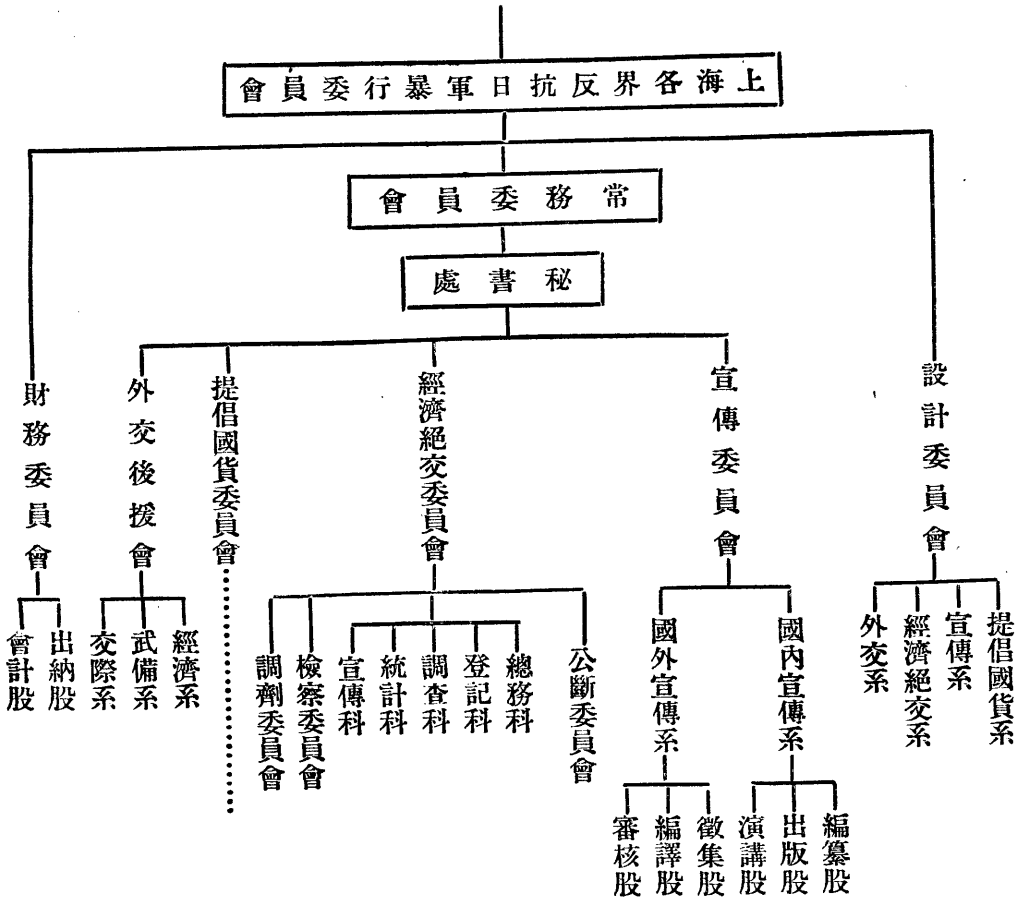 上海各界反抗日軍暴行委員會
常務委員會
秘書處
設計委員會
提倡國貨系
宣傳系
經濟絕交系
外交系
宣傳委員會
國內宣傳系
編纂股
出版股
演講股
國外宣傳系
徵集股
編譯股
審核股
經濟絕交委員會
公斷委員會
總務科
登記科
調查科
統計科
宣傳科
檢察委員會
調劑委員會
提倡國貨委員會
外交後援會
經濟系
武備系
交際系
財務委員會
出納股
會計股